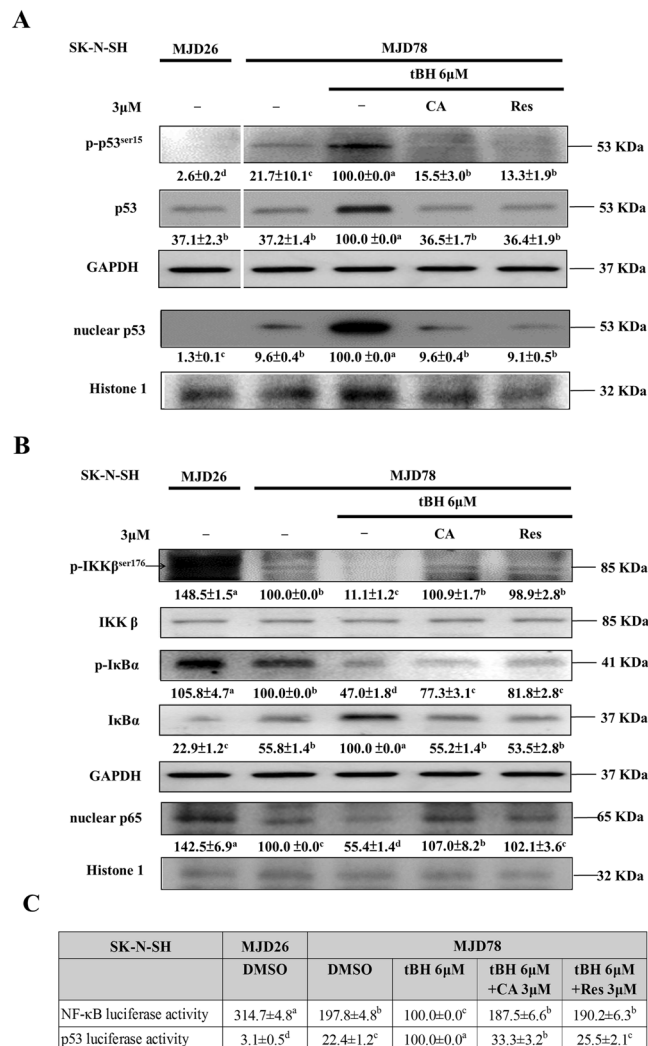 A
SK-N-SH MJD26 MJD78
tBH 6μM
3μM – – – CA Res
p-p53ser15 53 KDa
2.6±0.2d 21.7±10.1c 100.0±0.0a 15.5±3.0b 13.3±1.9b
p53 53 KDa
37.1±2.3b 37.2±1.4b 100.0 ±0.0a 36.5±1.7b 36.4±1.9b
GAPDH 37 KDa
nuclear p53 53 KDa
1.3±0.1c 9.6±0.4b 100.0 ±0.0a 9.6±0.4b 9.1±0.5b
Histone 1 32 KDa
B
SK-N-SH MJD26 MJD78
tBH 6μM
3μM – – – CA Res
p-IKKβser176 85 KDa
148.5±1.5a 100.0±0.0b 11.1±1.2c 100.9±1.7b 98.9±2.8b
IKK β 85 KDa
p-IκBα 41 KDa
105.8±4.7a 100.0±0.0b 47.0±1.8d 77.3±3.1c 81.8±2.8c
IκBα 37 KDa
22.9±1.2c 55.8±1.4b 100.0 ±0.0a 55.2±1.4b 53.5±2.8b
GAPDH 37 KDa
nuclear p65 65 KDa
142.5±6.9a 100.0 ±0.0c 55.4±1.4d 107.0±8.2b 102.1±3.6c
Histone 1 32 KDa
C
SK-N-SH MJD26 MJD78
DMSO DMSO tBH 6μM tBH 6μM +CA 3μM tBH 6μM +Res 3μM
NF-κB luciferase activity 314.7±4.8a 197.8±4.8b 100.0±0.0c 187.5±6.6b 190.2±6.3b
p53 luciferase activity 3.1±0.5d 22.4±1.2c 100.0±0.0a 33.3±3.2b 25.5±2.1c